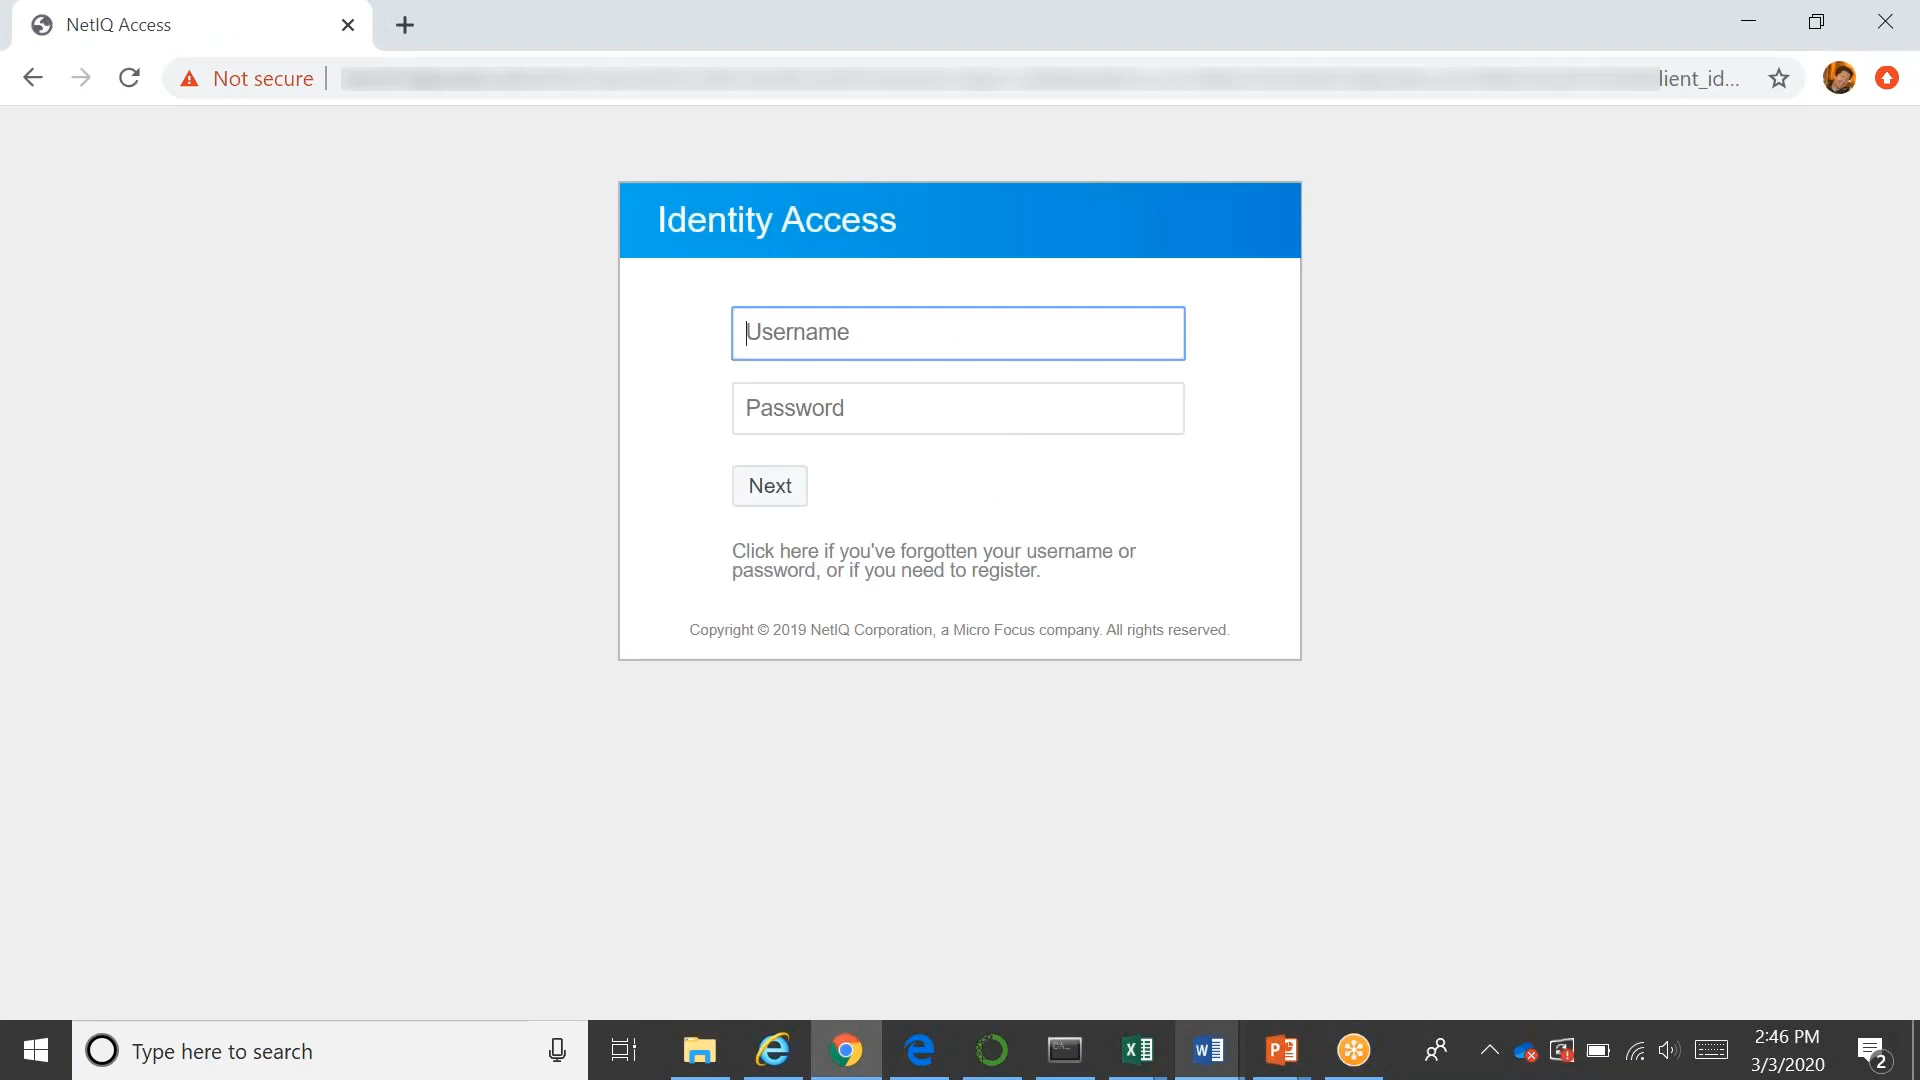 NetIQ Access
Not secure
lient_id...
Identity Access
Username
Password
Next
Click here if you've forgotten your username or
password, or if you need to register.
Copyright © 2019 NetIQ Corporation, a Micro Focus company. All rights reserved.
Type here to search
2:46 PM
3/3/2020
2